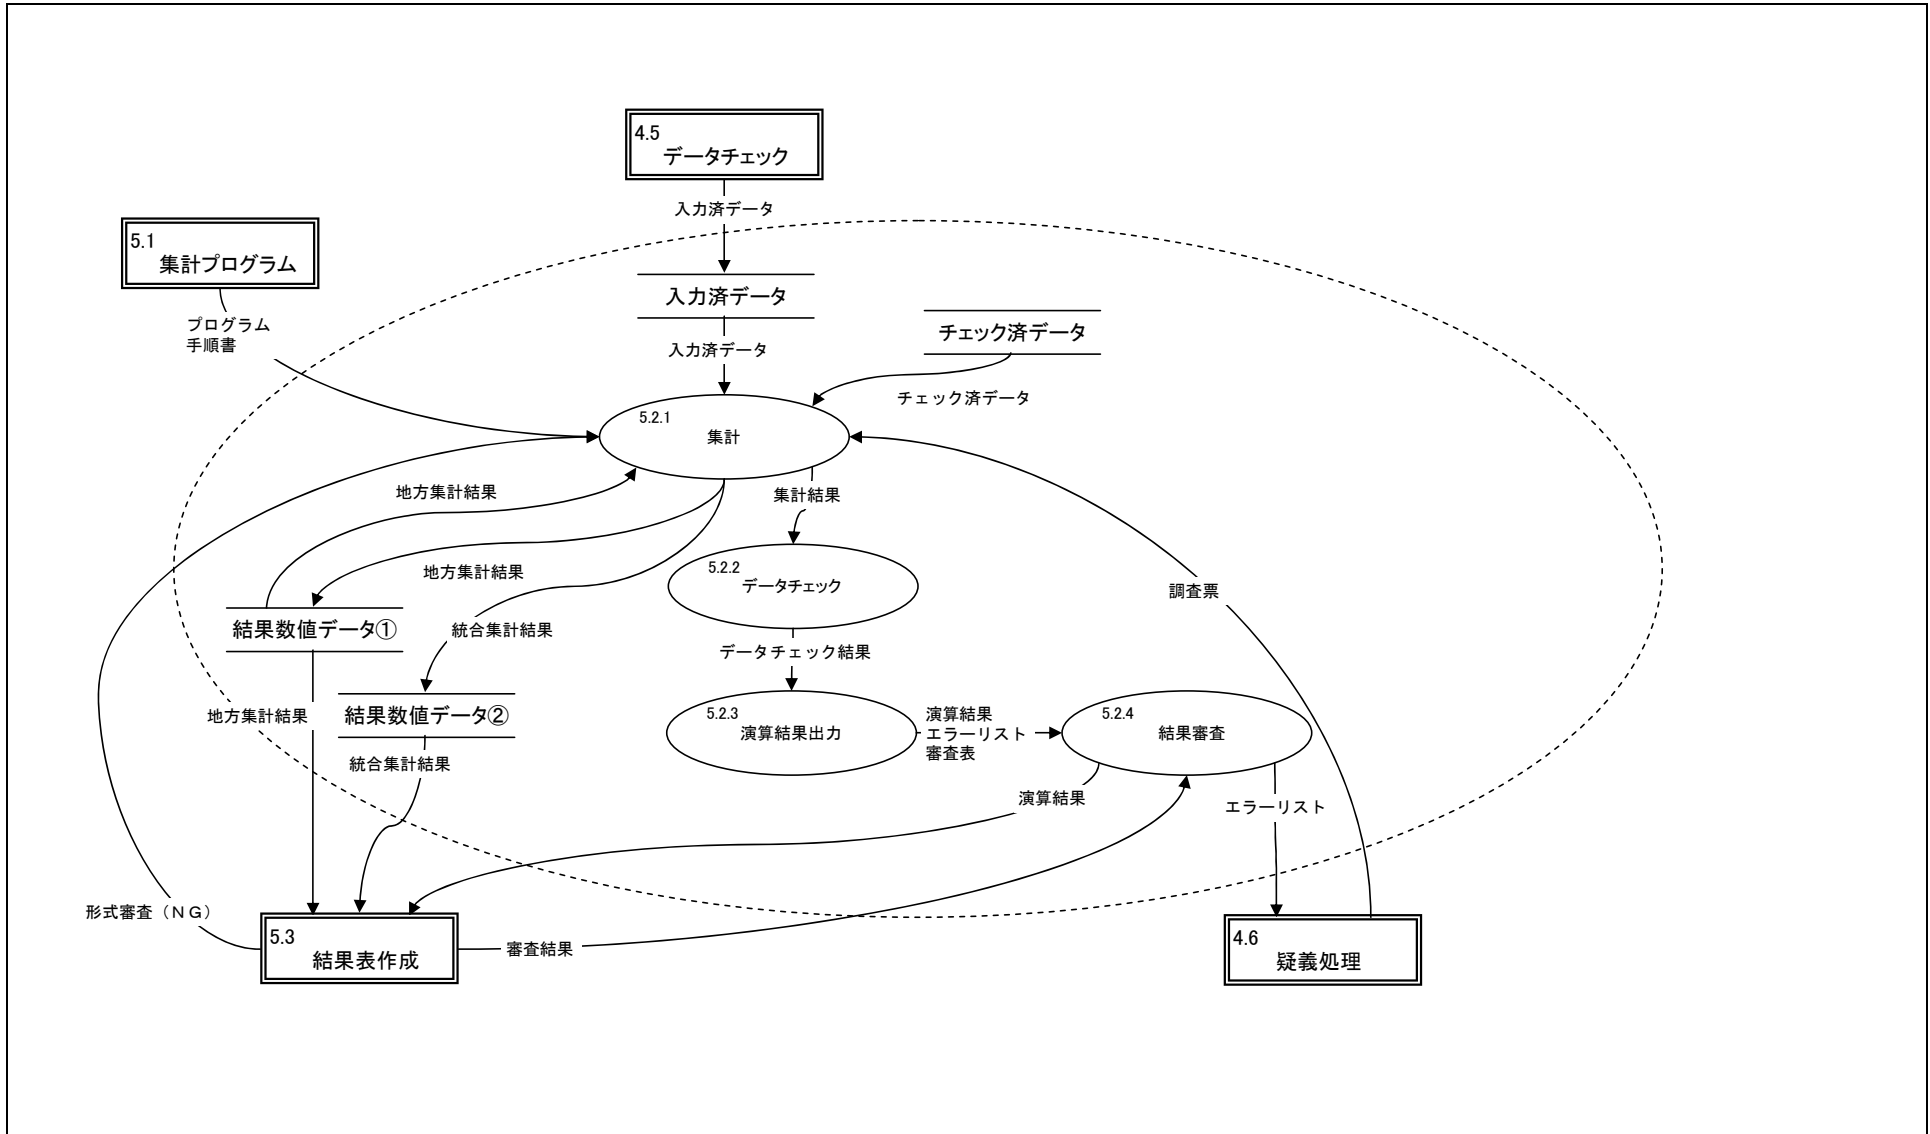 4.5
データチェック
入力済データ
5.1
集計プログラム
プログラム
手順書
入力済データ
入力済データ
チェック済データ
チェック済データ
5.2.1
集計
地方集計結果
集計結果
地方集計結果
5.2.2
データチェック
調査票
結果数値データ①
統合集計結果
データチェック結果
地方集計結果
結果数値データ②
5.2.3
演算結果出力
演算結果
エラーリスト
審査表
5.2.4
結果審査
統合集計結果
演算結果
エラーリスト
形式審査（ＮＧ）
5.3
結果表作成
審査結果
4.6
疑義処理